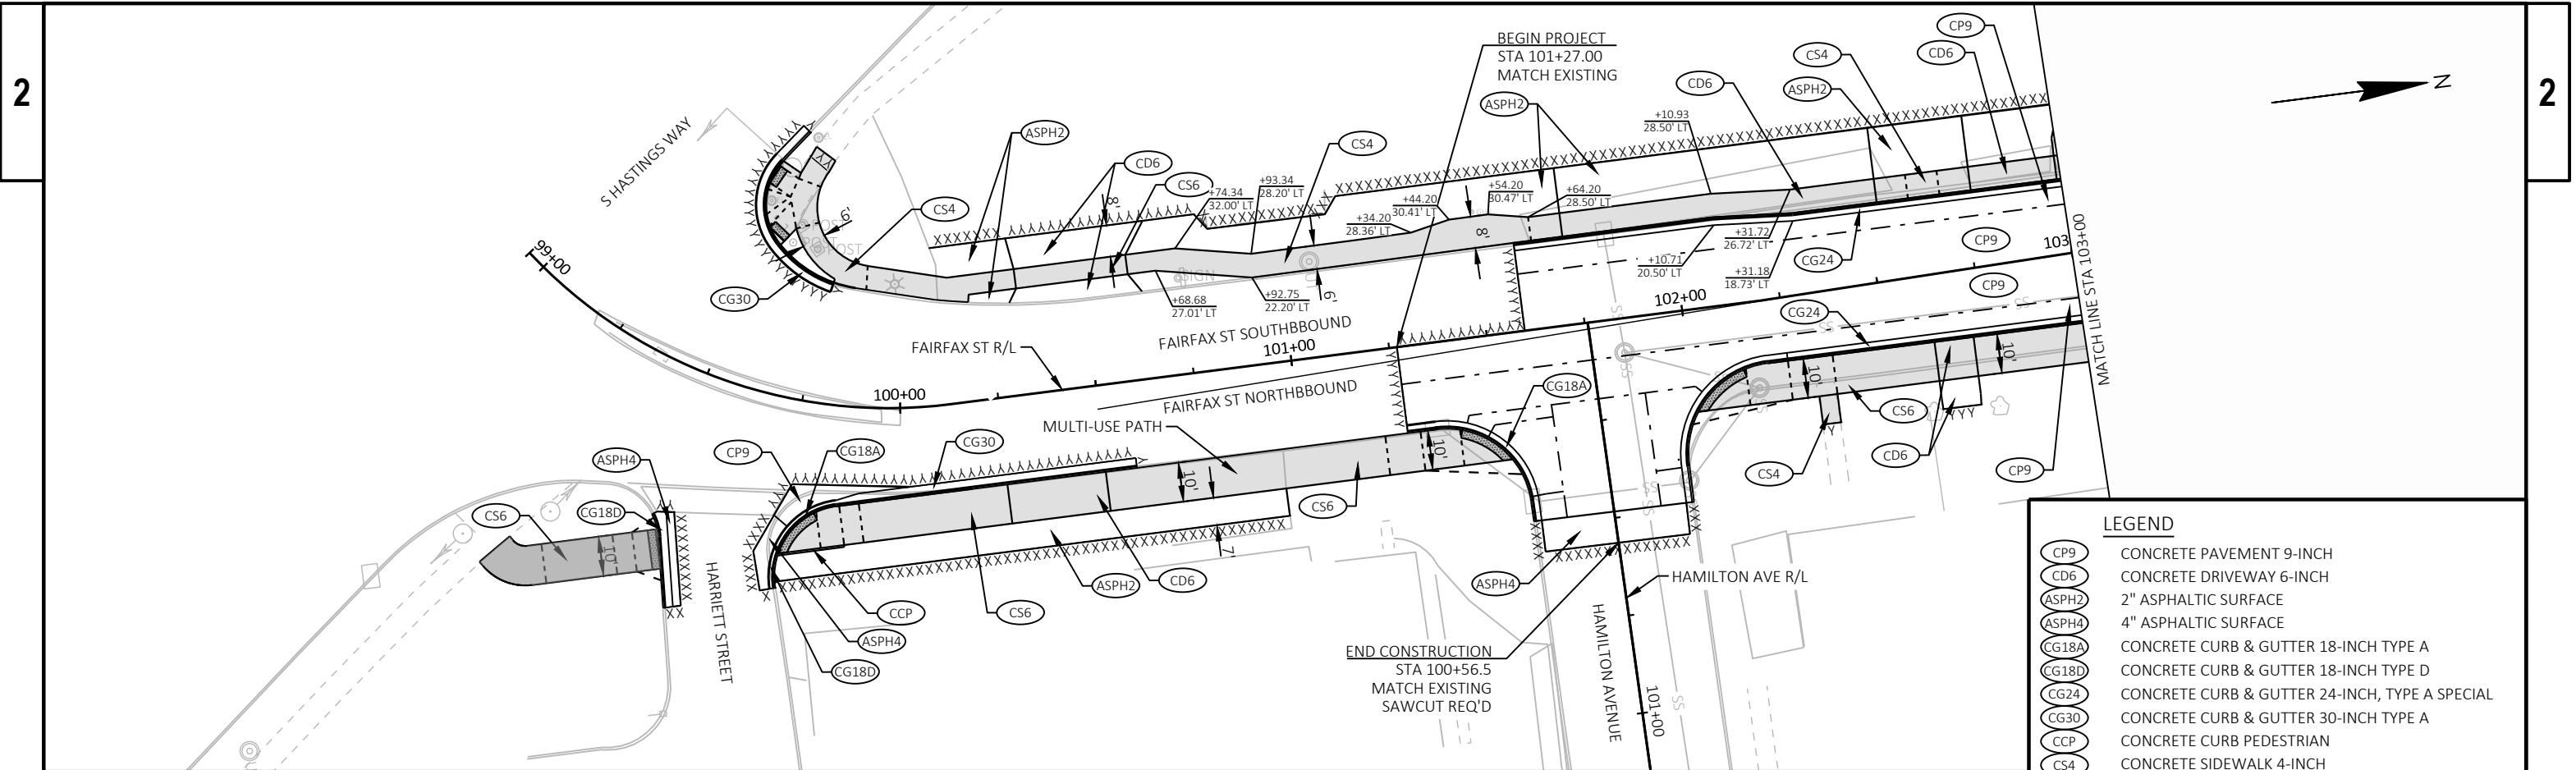 2
2
S HASTINGS WAY
BEGIN PROJECT
STA 101+27.00
MATCH EXISTING
CP9
CS4
CD6
CD6
ASPH2
ASPH2
N
ASPH2
CD6
CS4
CS6
CS4
CG30
6'
POST
POST
SIGN
8'
+74.34
32.00' LT
+93.34
28.20' LT
+34.20
28.36' LT
+44.20
30.41' LT
+54.20
30.47' LT
+64.20
28.50' LT
+10.93
28.50' LT
8'
+68.68
27.01' LT
+92.75
22.20' LT
6'
+10.71
20.50' LT
+31.72
26.72' LT
+31.18
18.73' LT
CG24
CP9
CP9
103
MATCH LINE STA 103+00
99+00
100+00
101+00
102+00
FAIRFAX ST R/L
FAIRFAX ST SOUTHBBOUND
FAIRFAX ST NORTHBBOUND
MULTI-USE PATH
CG24
SS
SS
SS
SS
SS
SS
SS
CG18A
10'
10'
CS6
CD6
CS4
CP9
ASPH4
CP9
CG18A
CG30
10'
10'
CS6
CS6
CG18D
10'
HARRIETT STREET
7'
ASPH2
CD6
CS6
CCP
ASPH4
CG18D
ASPH4
HAMILTON AVE R/L
HAMILTON AVENUE
101+00
END CONSTRUCTION
STA 100+56.5
MATCH EXISTING
SAWCUT REQ'D
LEGEND
CP9 CONCRETE PAVEMENT 9-INCH
CD6 CONCRETE DRIVEWAY 6-INCH
ASPH2 2" ASPHALTIC SURFACE
ASPH4 4" ASPHALTIC SURFACE
CG18A CONCRETE CURB & GUTTER 18-INCH TYPE A
CG18D CONCRETE CURB & GUTTER 18-INCH TYPE D
CG24 CONCRETE CURB & GUTTER 24-INCH, TYPE A SPECIAL
CG30 CONCRETE CURB & GUTTER 30-INCH TYPE A
CCP CONCRETE CURB PEDESTRIAN
CS4 CONCRETE SIDEWALK 4-INCH